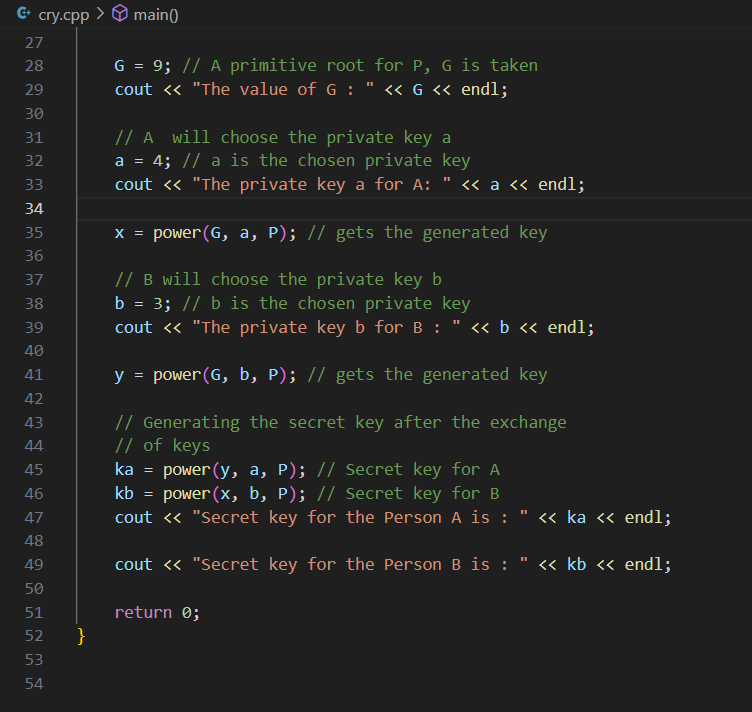 cry.cpp > main()
27
28 G = 9; // A primitive root for P, G is taken
29 cout << "The value of G : " << G << endl;
30
31 // A  will choose the private key a
32 a = 4; // a is the chosen private key
33 cout << "The private key a for A: " << a << endl;
34
35 x = power(G, a, P); // gets the generated key
36
37 // B will choose the private key b
38 b = 3; // b is the chosen private key
39 cout << "The private key b for B : " << b << endl;
40
41 y = power(G, b, P); // gets the generated key
42
43 // Generating the secret key after the exchange
44 // of keys
45 ka = power(y, a, P); // Secret key for A
46 kb = power(x, b, P); // Secret key for B
47 cout << "Secret key for the Person A is : " << ka << endl;
48
49 cout << "Secret key for the Person B is : " << kb << endl;
50
51 return 0;
52 }
53
54